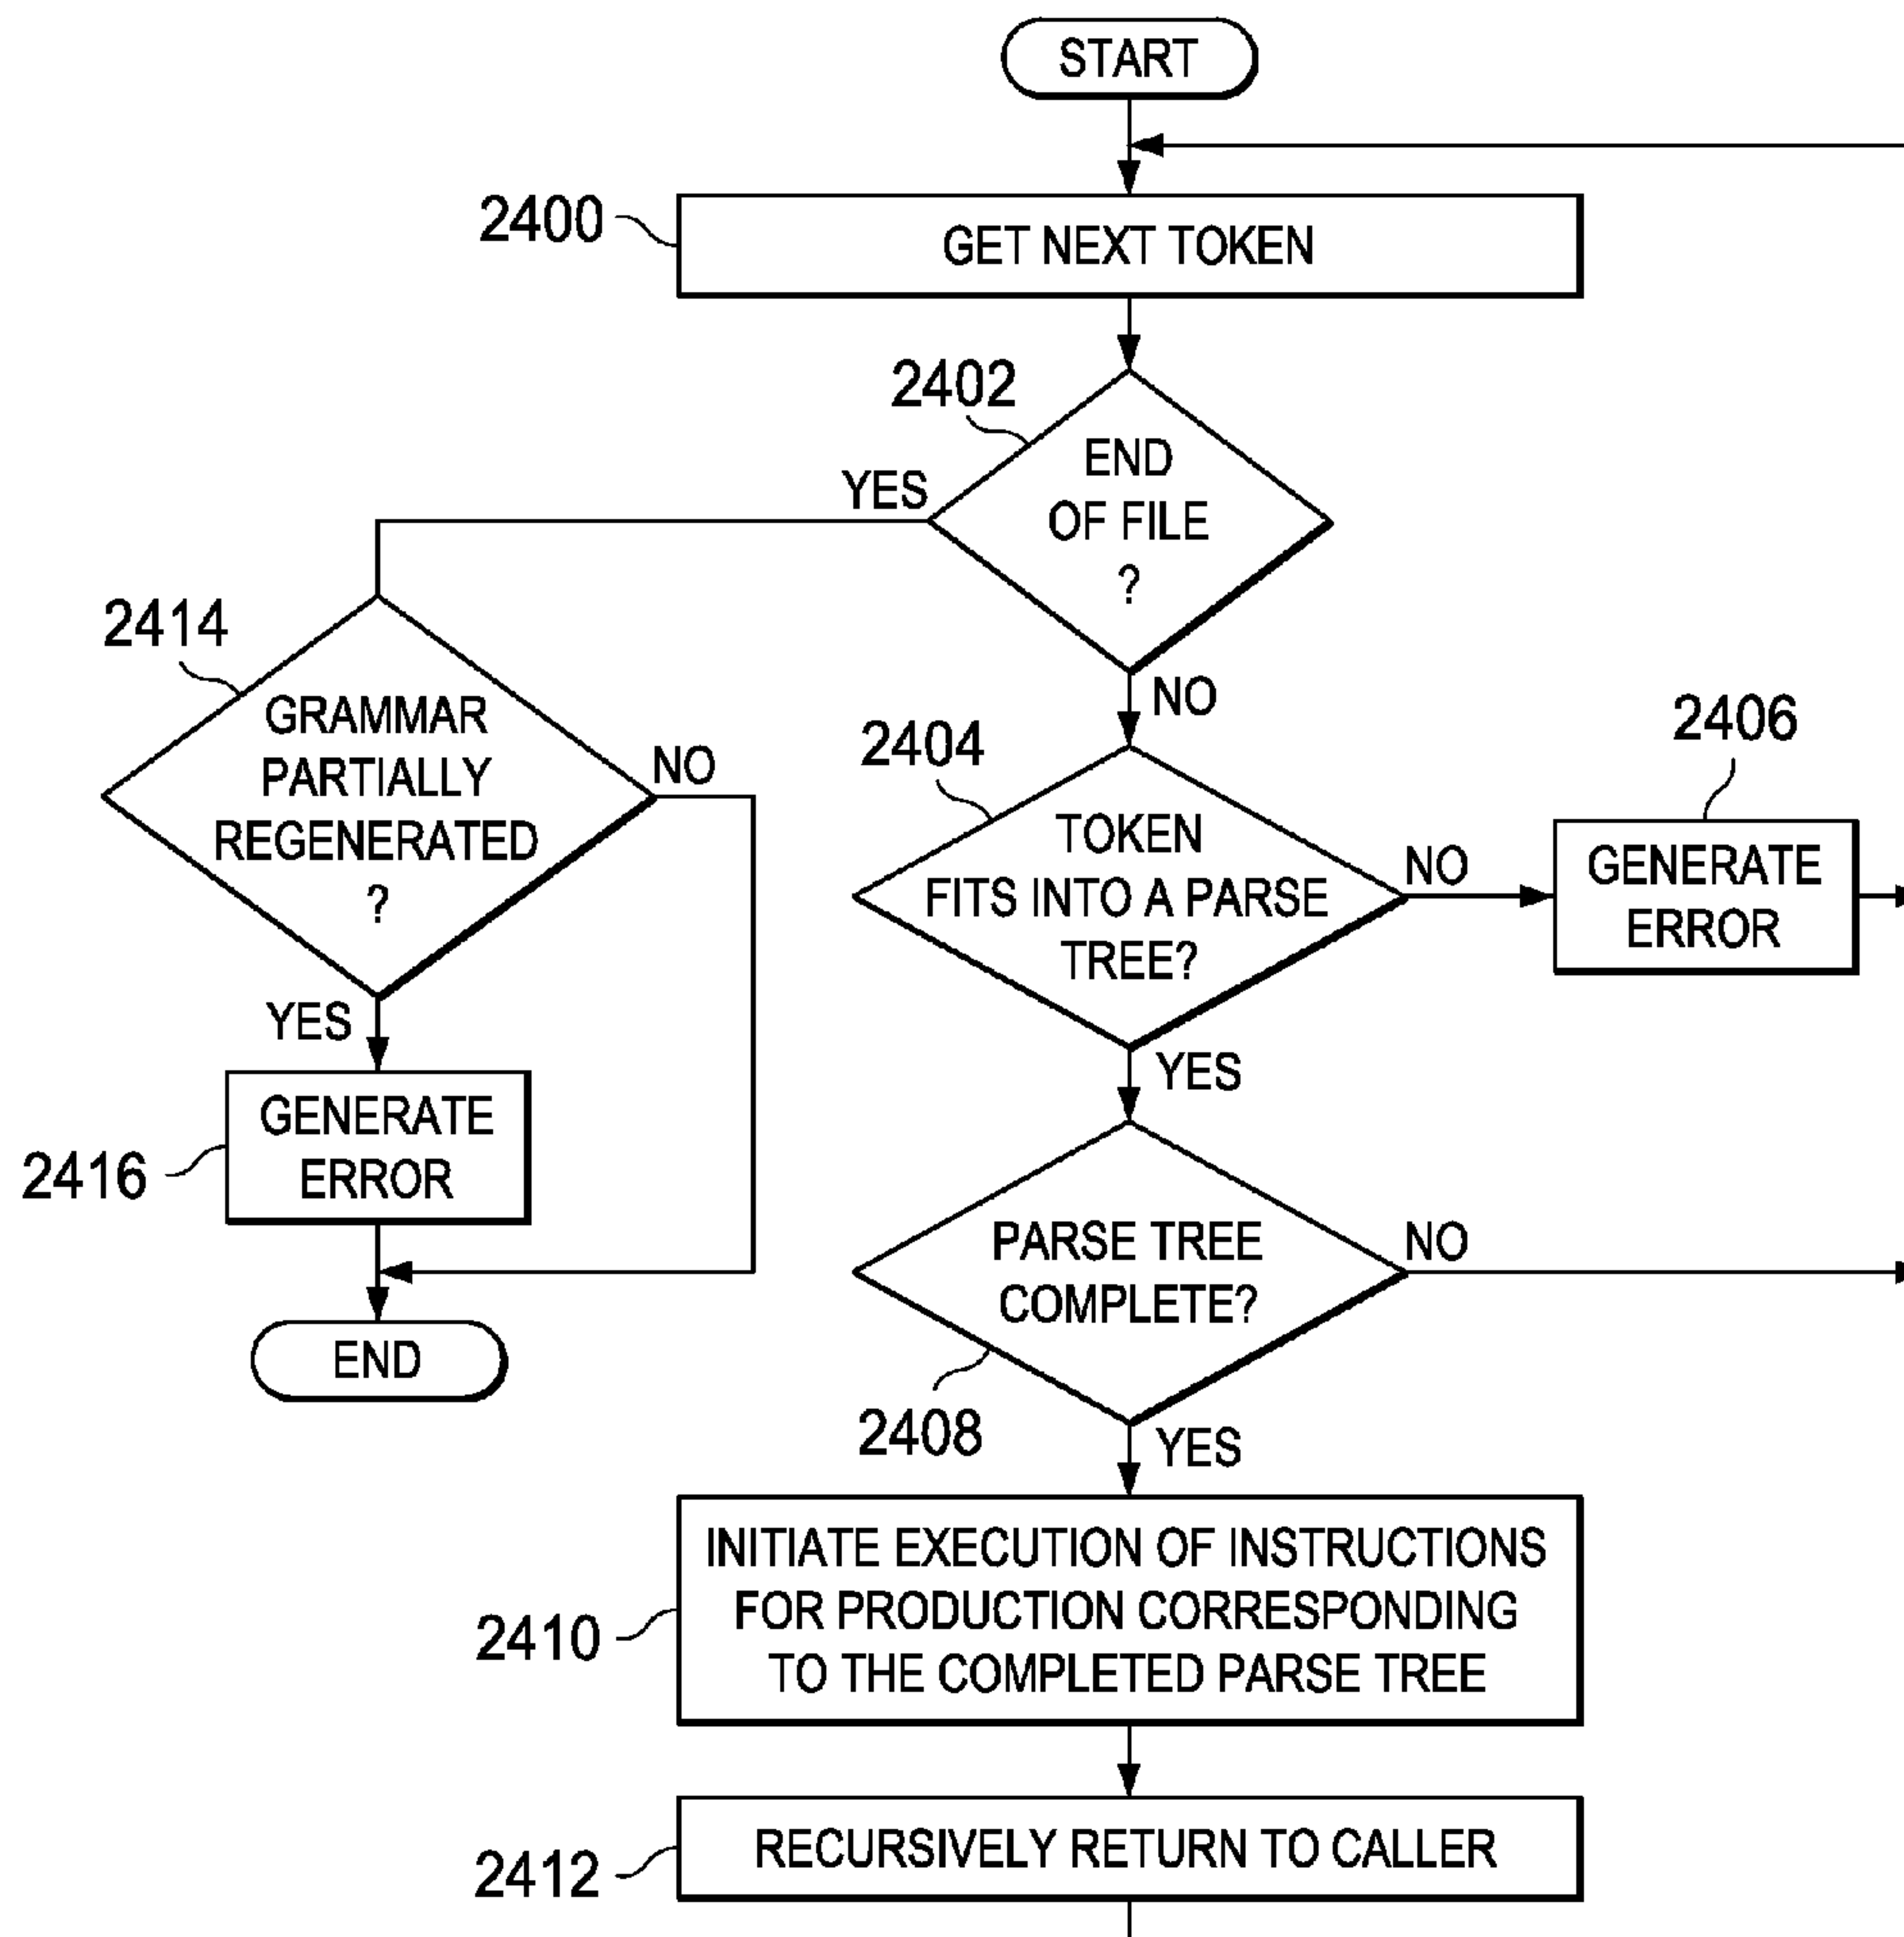 START
2400
GET NEXT TOKEN
2402
END
OF FILE
?
YES
NO
2414
GRAMMAR
PARTIALLY
REGENERATED
?
NO
YES
2404
TOKEN
FITS INTO A PARSE
TREE?
NO
YES
2406
GENERATE
ERROR
2416
GENERATE
ERROR
END
PARSE TREE
COMPLETE?
NO
2408
YES
2410
INITIATE EXECUTION OF INSTRUCTIONS
FOR PRODUCTION CORRESPONDING
TO THE COMPLETED PARSE TREE
2412
RECURSIVELY RETURN TO CALLER